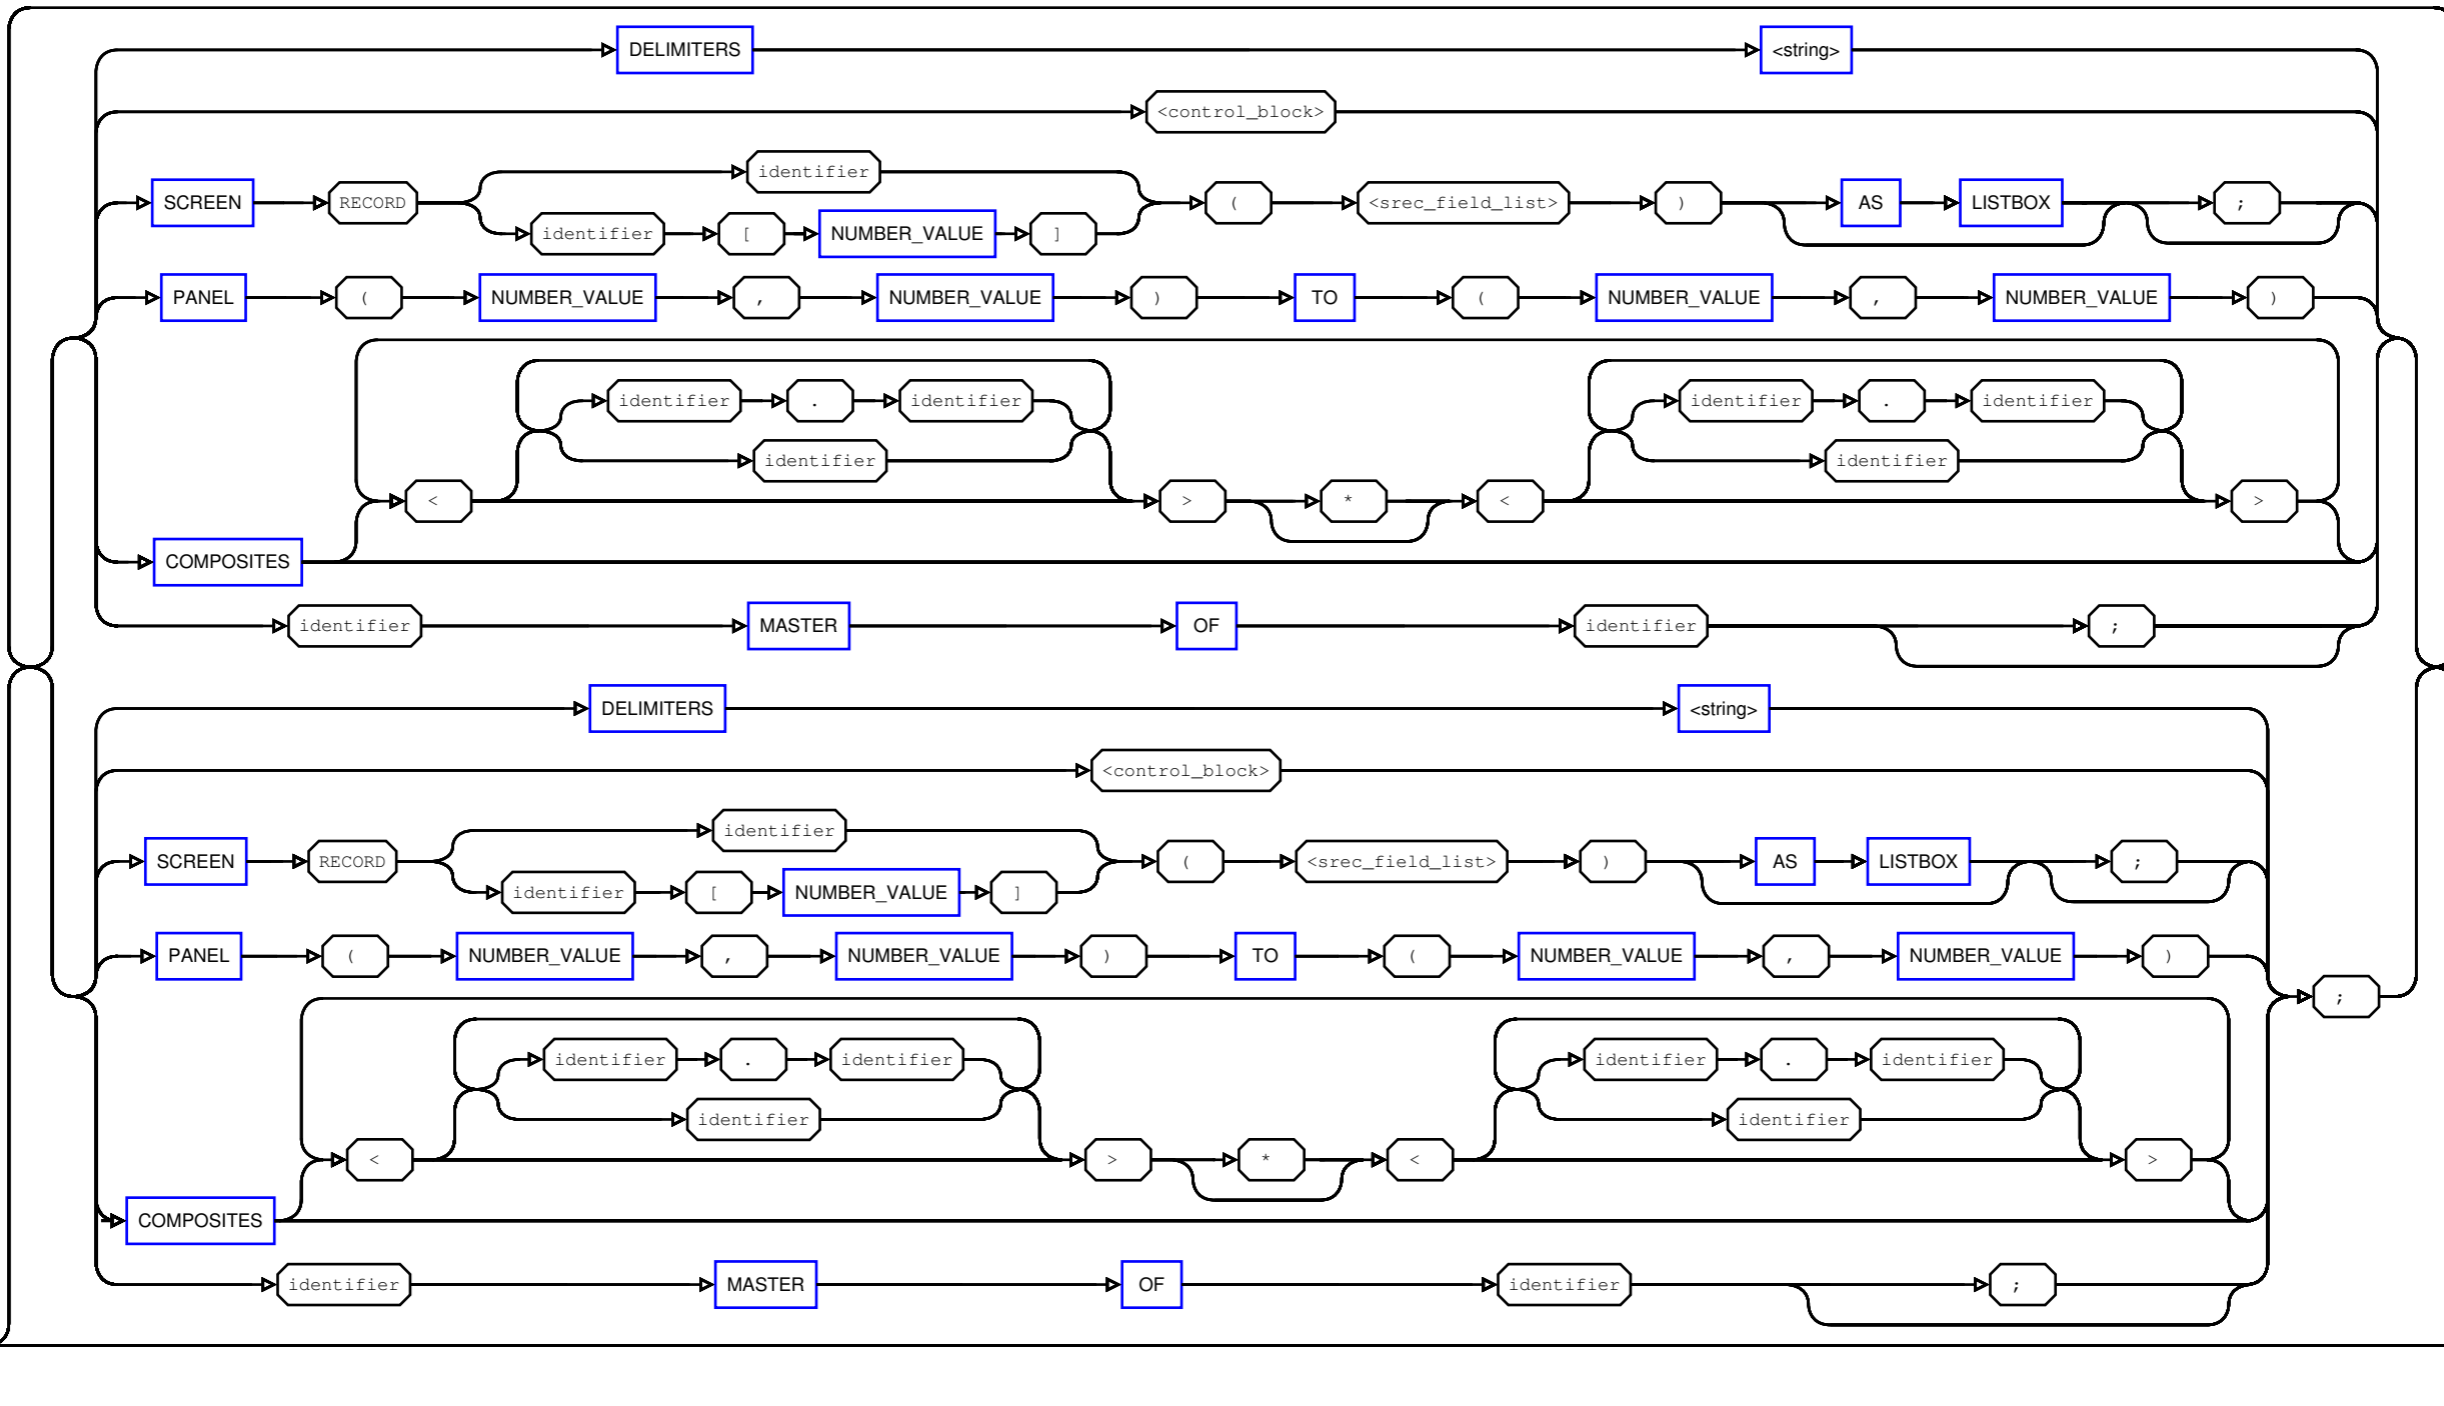 DELIMITERS <string>
<control_block>
identifier
SCREEN RECORD ( <srec_field_list> ) AS LISTBOX ;
identifier [ NUMBER_VALUE ]
PANEL ( NUMBER_VALUE , NUMBER_VALUE ) TO ( NUMBER_VALUE , NUMBER_VALUE )
identifier . identifier identifier . identifier
identifier identifier
< > * < >
COMPOSITES
identifier MASTER OF identifier ;
DELIMITERS <string>
<control_block>
identifier
SCREEN RECORD ( <srec_field_list> ) AS LISTBOX ;
identifier [ NUMBER_VALUE ]
PANEL ( NUMBER_VALUE , NUMBER_VALUE ) TO ( NUMBER_VALUE , NUMBER_VALUE )
;
identifier . identifier identifier . identifier
identifier identifier
< > * < >
COMPOSITES
identifier MASTER OF identifier ;